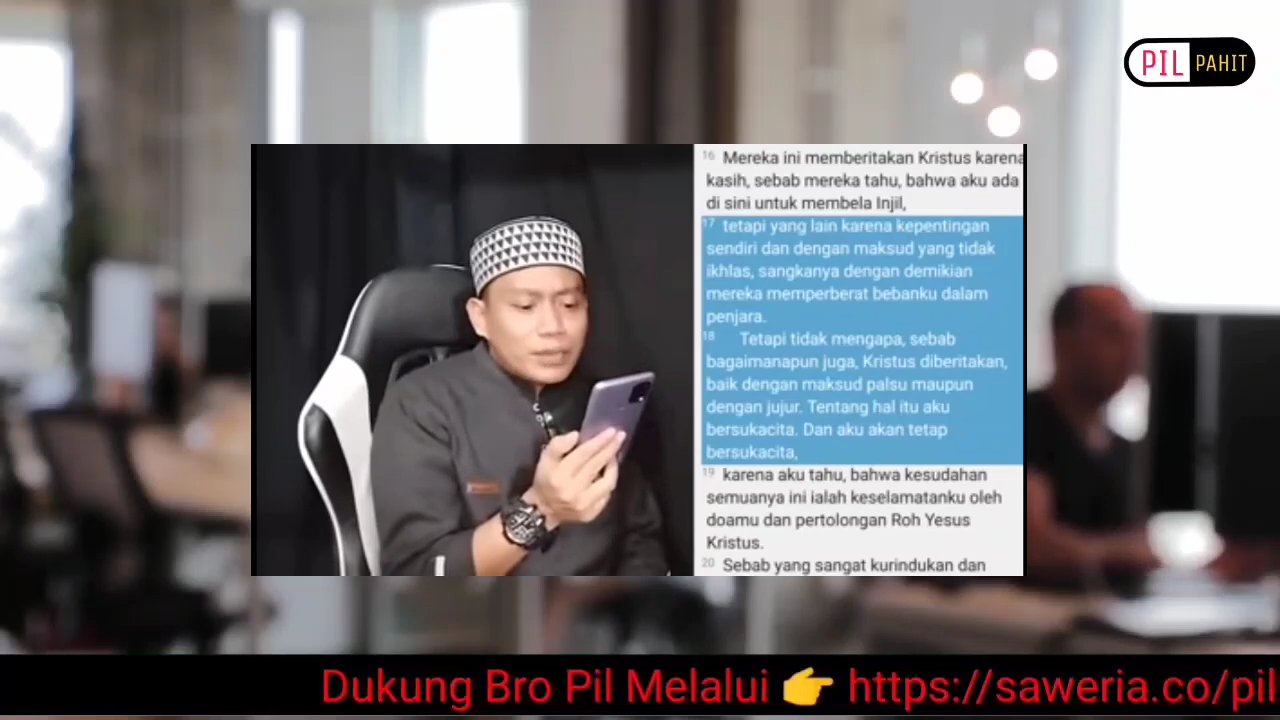 PIL PAHIT
16 Mereka ini memberitakan Kristus karena
kasih, sebab mereka tahu, bahwa aku ada
di sini untuk membela Injil,
17 tetapi yang lain karena kepentingan
sendiri dan dengan maksud yang tidak
ikhlas, sangkanya dengan demikian
mereka memperberat bebanku dalam
penjara.
18 Tetapi tidak mengapa, sebab
bagaimanapun juga, Kristus diberitakan,
baik dengan maksud palsu maupun
dengan jujur. Tentang hal itu aku
bersukacita. Dan aku akan tetap
bersukacita,
19 karena aku tahu, bahwa kesudahan
semuanya ini ialah keselamatanku oleh
doamu dan pertolongan Roh Yesus
Kristus.
20 Sebab yang sangat kurindukan dan
Dukung Bro Pil Melalui 👉 https://saweria.co/pil